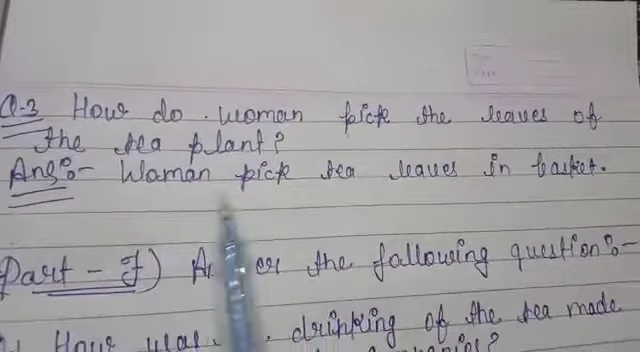 Q.3 How do woman pick the leaves of
the tea plant?
Ans:- Waman pick tea leaves in basket.
Part - J) the following question:-
How drinking of the tea made